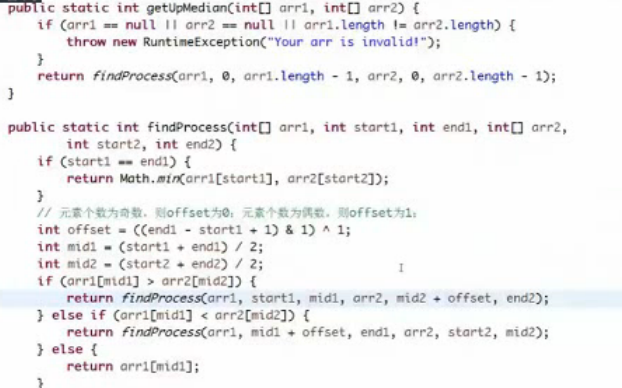 public static int getUpMedian(int[] arr1, int[] arr2) {
if (arr1 == null || arr2 == null || arr1.length != arr2.length) {
throw new RuntimeException("Your arr is invalid!");
}
return findProcess(arr1, 0, arr1.length - 1, arr2, 0, arr2.length - 1);
}
public static int findProcess(int[] arr1, int start1, int end1, int[] arr2,
int start2, int end2) {
if (start1 == end1) {
return Math.min(arr1[start1], arr2[start2]);
}
// 元素个数为奇数，则offset为0；元素个数为偶数，则offset为1；
int offset = ((end1 - start1 + 1) & 1) ^ 1;
int mid1 = (start1 + end1) / 2;
int mid2 = (start2 + end2) / 2;
if (arr1[mid1] > arr2[mid2]) {
return findProcess(arr1, start1, mid1, arr2, mid2 + offset, end2);
} else if (arr1[mid1] < arr2[mid2]) {
return findProcess(arr1, mid1 + offset, end1, arr2, start2, mid2);
} else {
return arr1[mid1];
}